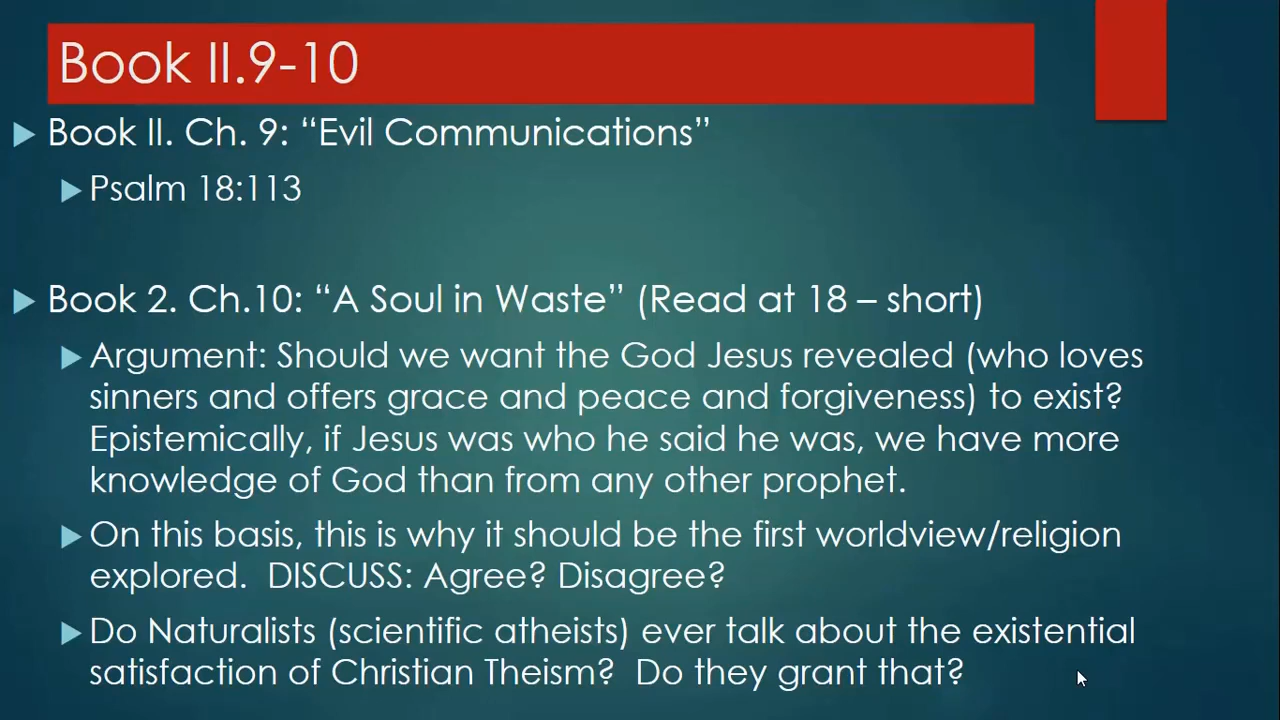 Book II.9-10
Book II. Ch. 9: “Evil Communications”
Psalm 18:113
Book 2. Ch.10: “A Soul in Waste” (Read at 18 – short)
Argument: Should we want the God Jesus revealed (who loves
sinners and offers grace and peace and forgiveness) to exist?
Epistemically, if Jesus was who he said he was, we have more
knowledge of God than from any other prophet.
On this basis, this is why it should be the first worldview/religion
explored.  DISCUSS: Agree? Disagree?
Do Naturalists (scientific atheists) ever talk about the existential
satisfaction of Christian Theism?  Do they grant that?